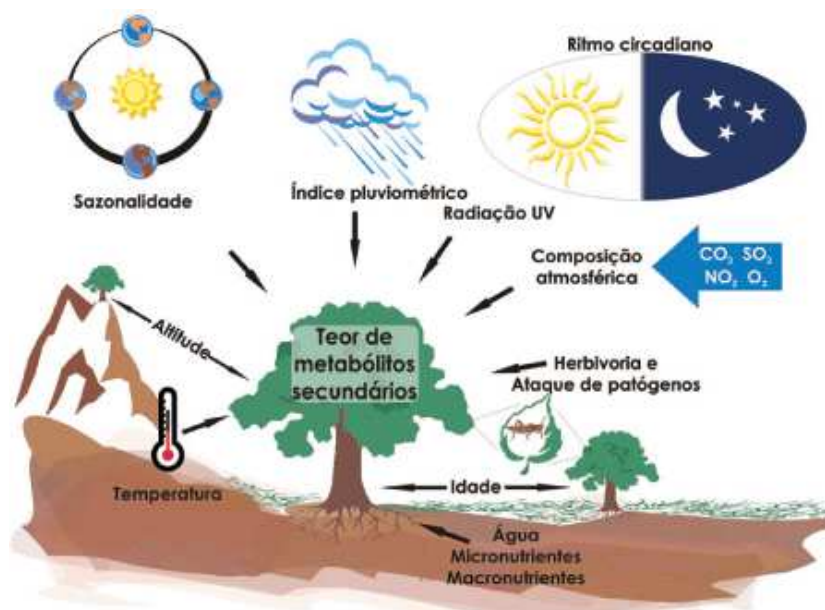 Ritmo circadiano
Sazonalidade
Índice pluviométrico
Radiação UV
Composição
atmosférica
CO₂ SO₂
NO₂ O₂
Altitude
Teor de
metabólitos
secundários
Herbivoria e
Ataque de patógenos
Temperatura
Idade
Água
Micronutrientes
Macronutrientes